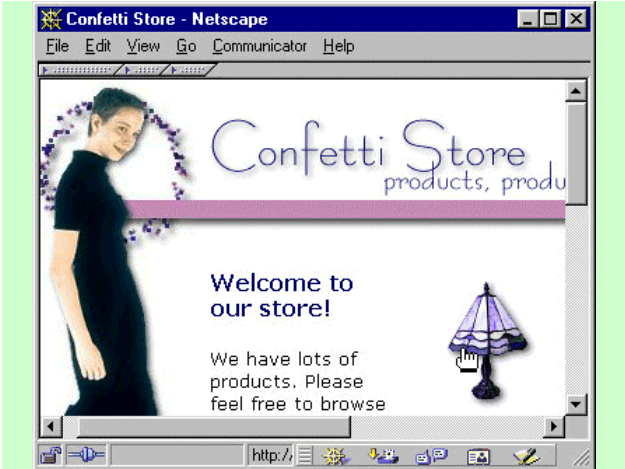 Confetti Store - Netscape
File Edit View Go Communicator Help
Confetti Store
products, produ
Welcome to
our store!
We have lots of
products. Please
feel free to browse
http:/